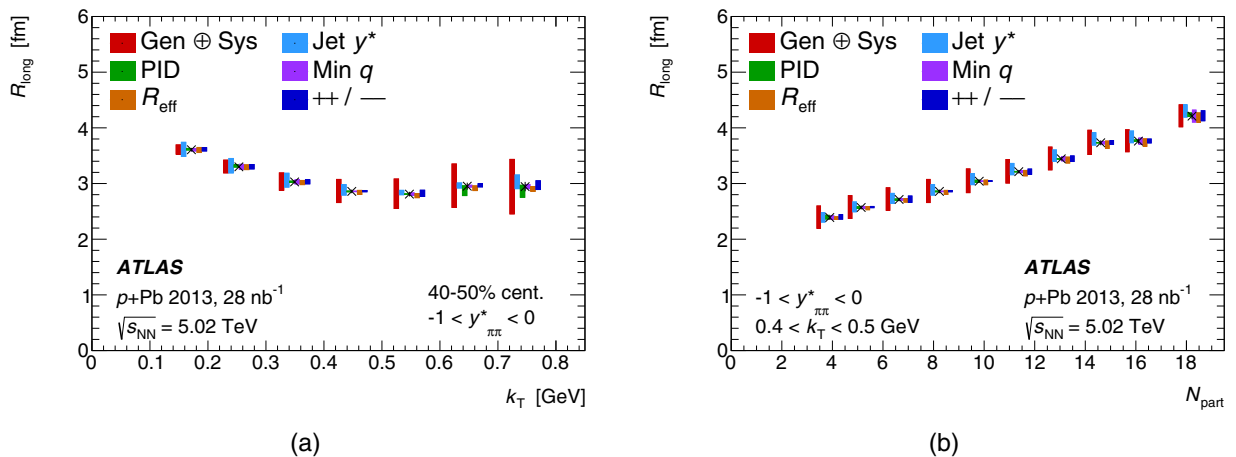 R_long [fm]
6
5
4
3
2
1
0
Gen ⊕ Sys
Jet y*
PID
Min q
R_eff
++ / −−
ATLAS
p+Pb 2013, 28 nb⁻¹
√s_NN = 5.02 TeV
40-50% cent.
-1 < y*_ππ < 0
0 0.1 0.2 0.3 0.4 0.5 0.6 0.7 0.8
k_T [GeV]
(a)
R_long [fm]
6
5
4
3
2
1
0
Gen ⊕ Sys
Jet y*
PID
Min q
R_eff
++ / −−
-1 < y*_ππ < 0
0.4 < k_T < 0.5 GeV
ATLAS
p+Pb 2013, 28 nb⁻¹
√s_NN = 5.02 TeV
0 2 4 6 8 10 12 14 16 18
N_part
(b)